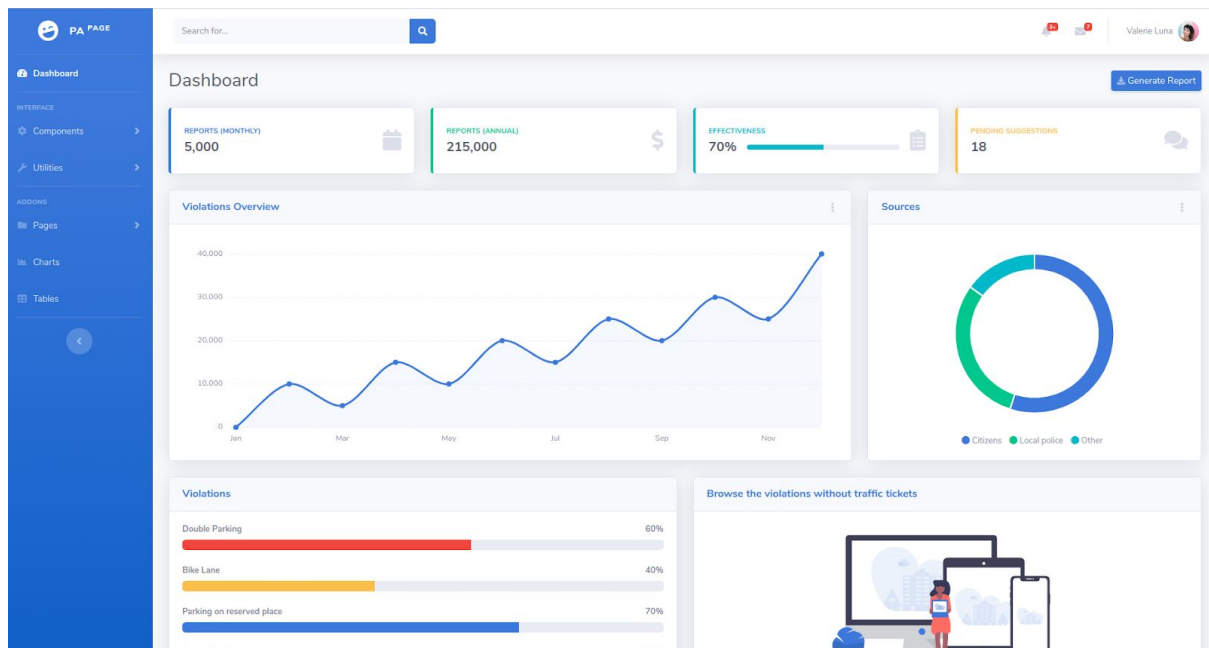 PA PAGE
Search for...
3+
7
Valerie Luna
Dashboard
INTERFACE
Components
Utilities
ADDONS
Pages
Charts
Tables
Dashboard
Generate Report
REPORTS (MONTHLY)
5,000
REPORTS (ANNUAL)
215,000
EFFECTIVENESS
70%
PENDING SUGGESTIONS
18
Violations Overview
40,000
30,000
20,000
10,000
0
Jan Mar May Jul Sep Nov
Sources
Citizens Local police Other
Violations
Double Parking 60%
Bike Lane 40%
Parking on reserved place 70%
Browse the violations without traffic tickets